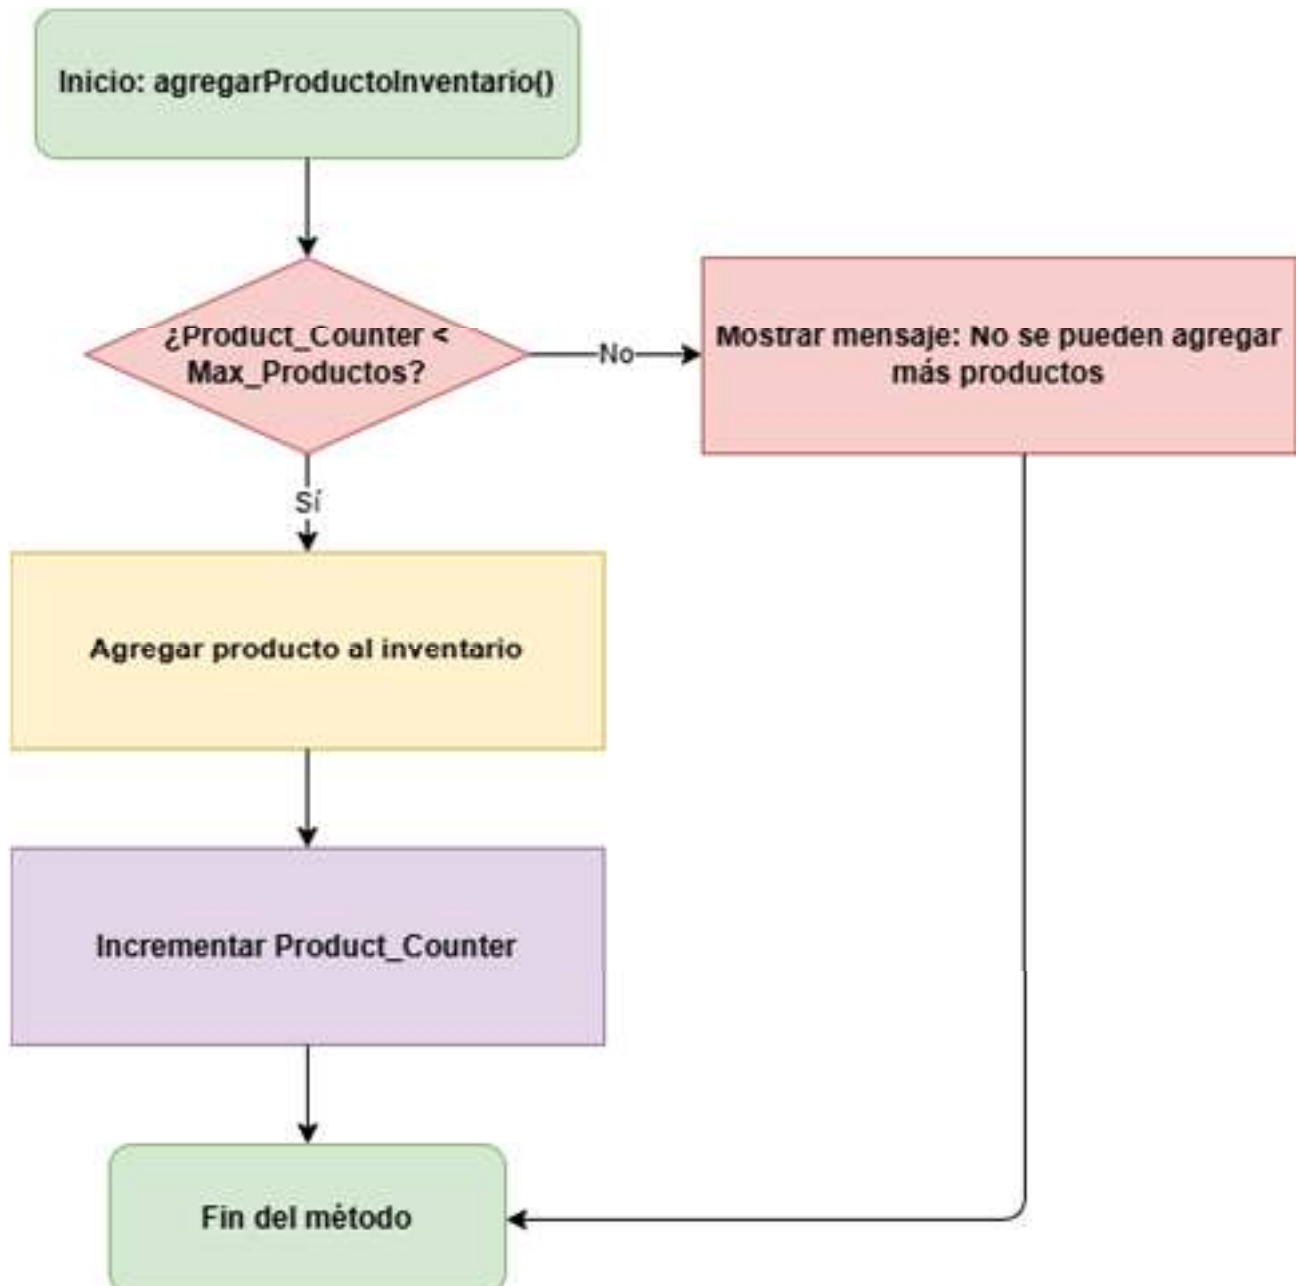 Inicio: agregarProductoInventario()
¿Product_Counter <
Max_Productos?
No
Mostrar mensaje: No se pueden agregar
más productos
Sí
Agregar producto al inventario
Incrementar Product_Counter
Fin del método